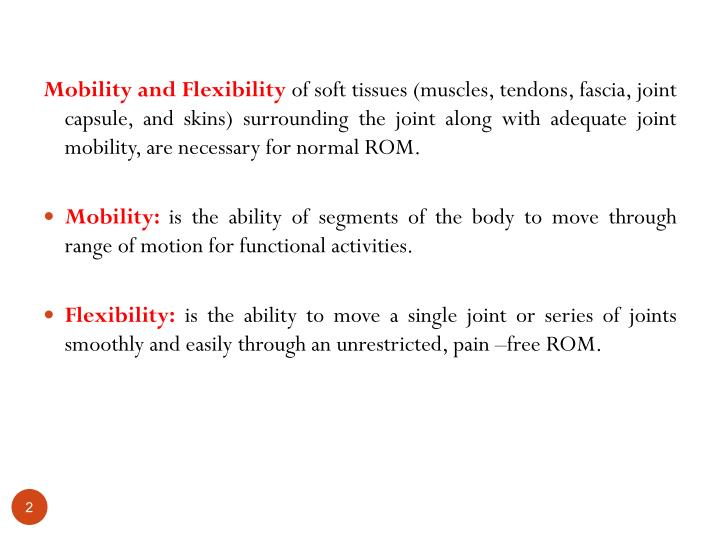 Mobility and Flexibility of soft tissues (muscles, tendons, fascia, joint
capsule, and skins) surrounding the joint along with adequate joint
mobility, are necessary for normal ROM.
• Mobility: is the ability of segments of the body to move through
range of motion for functional activities.
• Flexibility: is the ability to move a single joint or series of joints
smoothly and easily through an unrestricted, pain –free ROM.
2